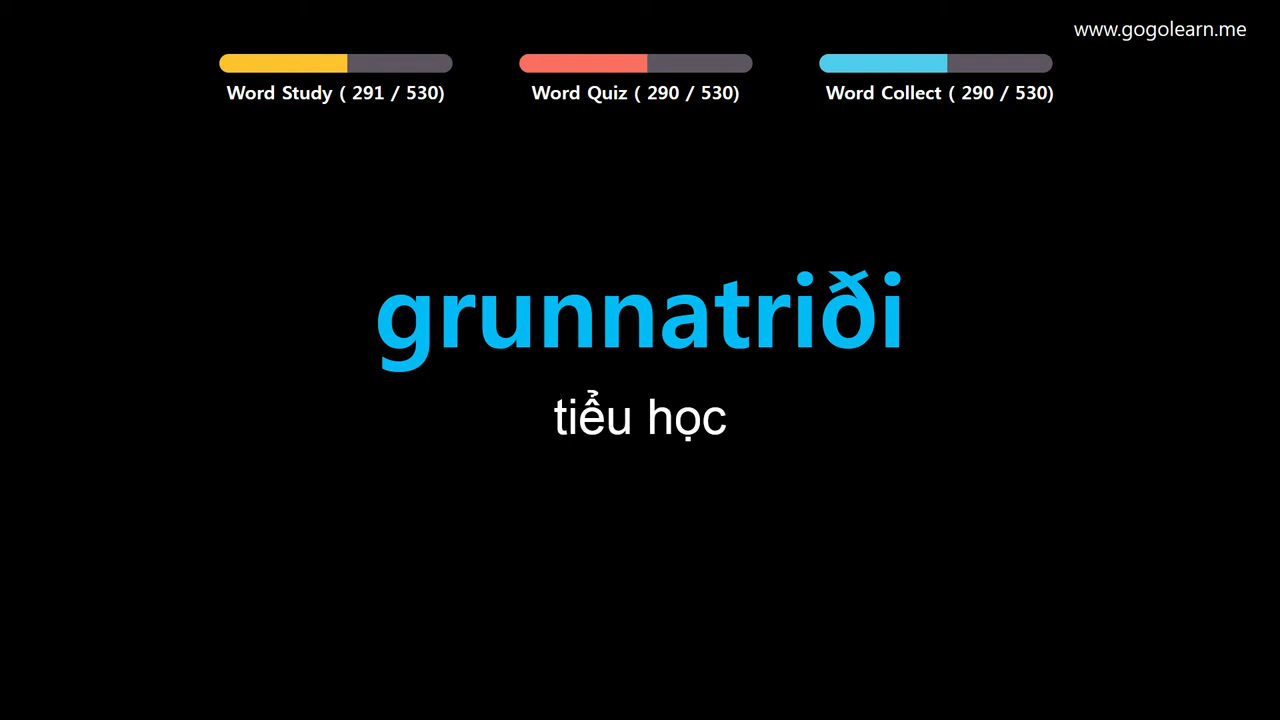 www.gogolearn.me
Word Study ( 291 / 530)
Word Quiz ( 290 / 530)
Word Collect ( 290 / 530)
grunnatriði
tiểu học